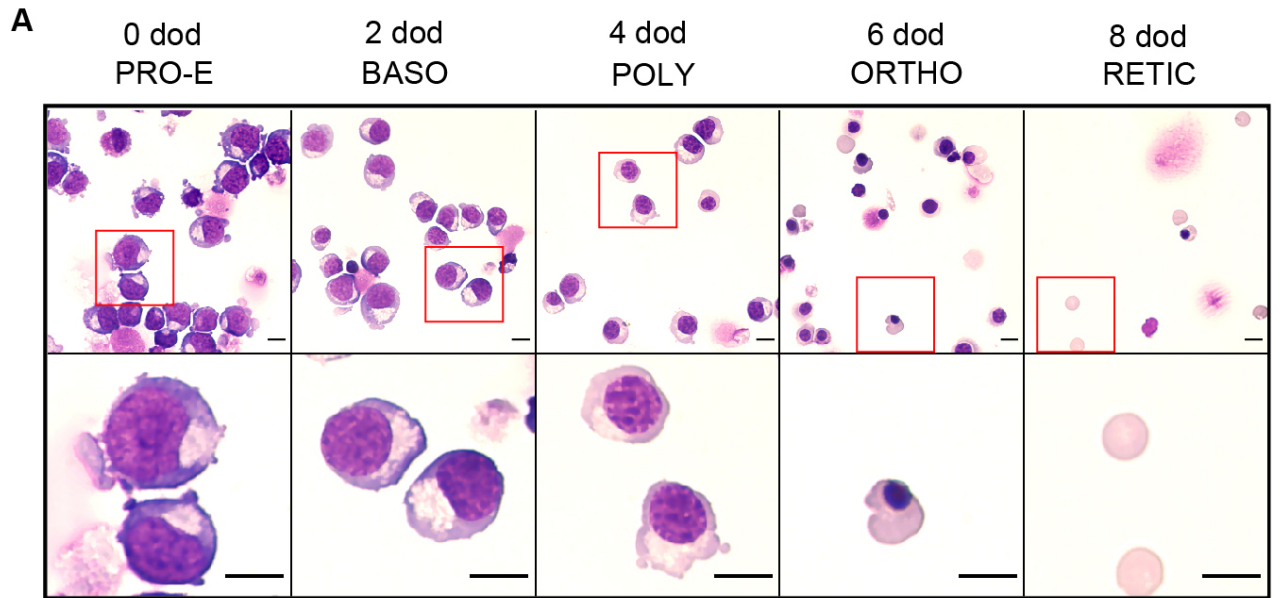 A
0 dod
PRO-E
2 dod
BASO
4 dod
POLY
6 dod
ORTHO
8 dod
RETIC